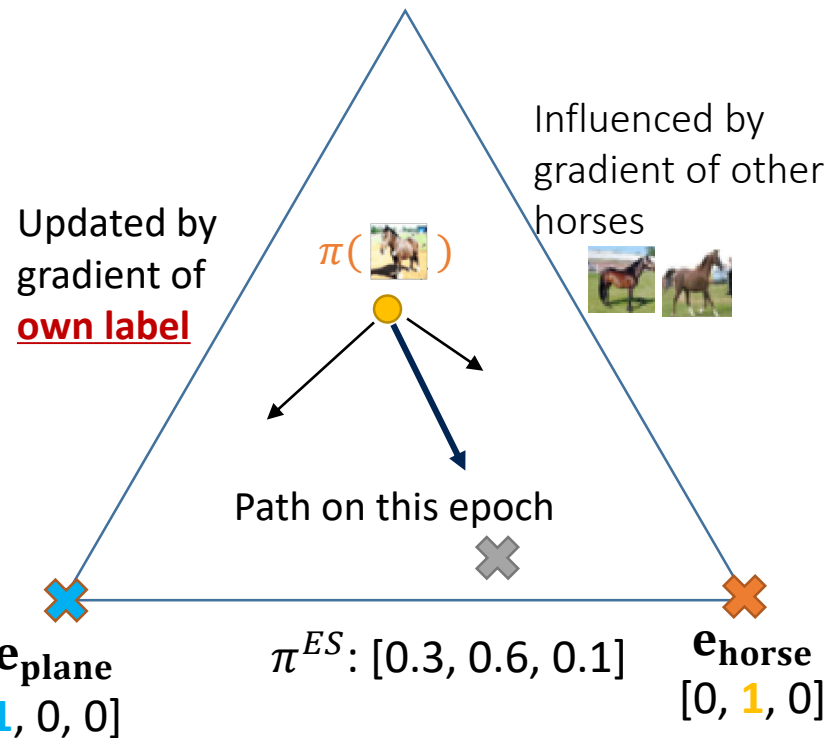 Influenced by
gradient of other
horses
Updated by
gradient of
own label
π( )
Path on this epoch
e_plane
1, 0, 0]
π^ES: [0.3, 0.6, 0.1]
e_horse
[0, 1, 0]